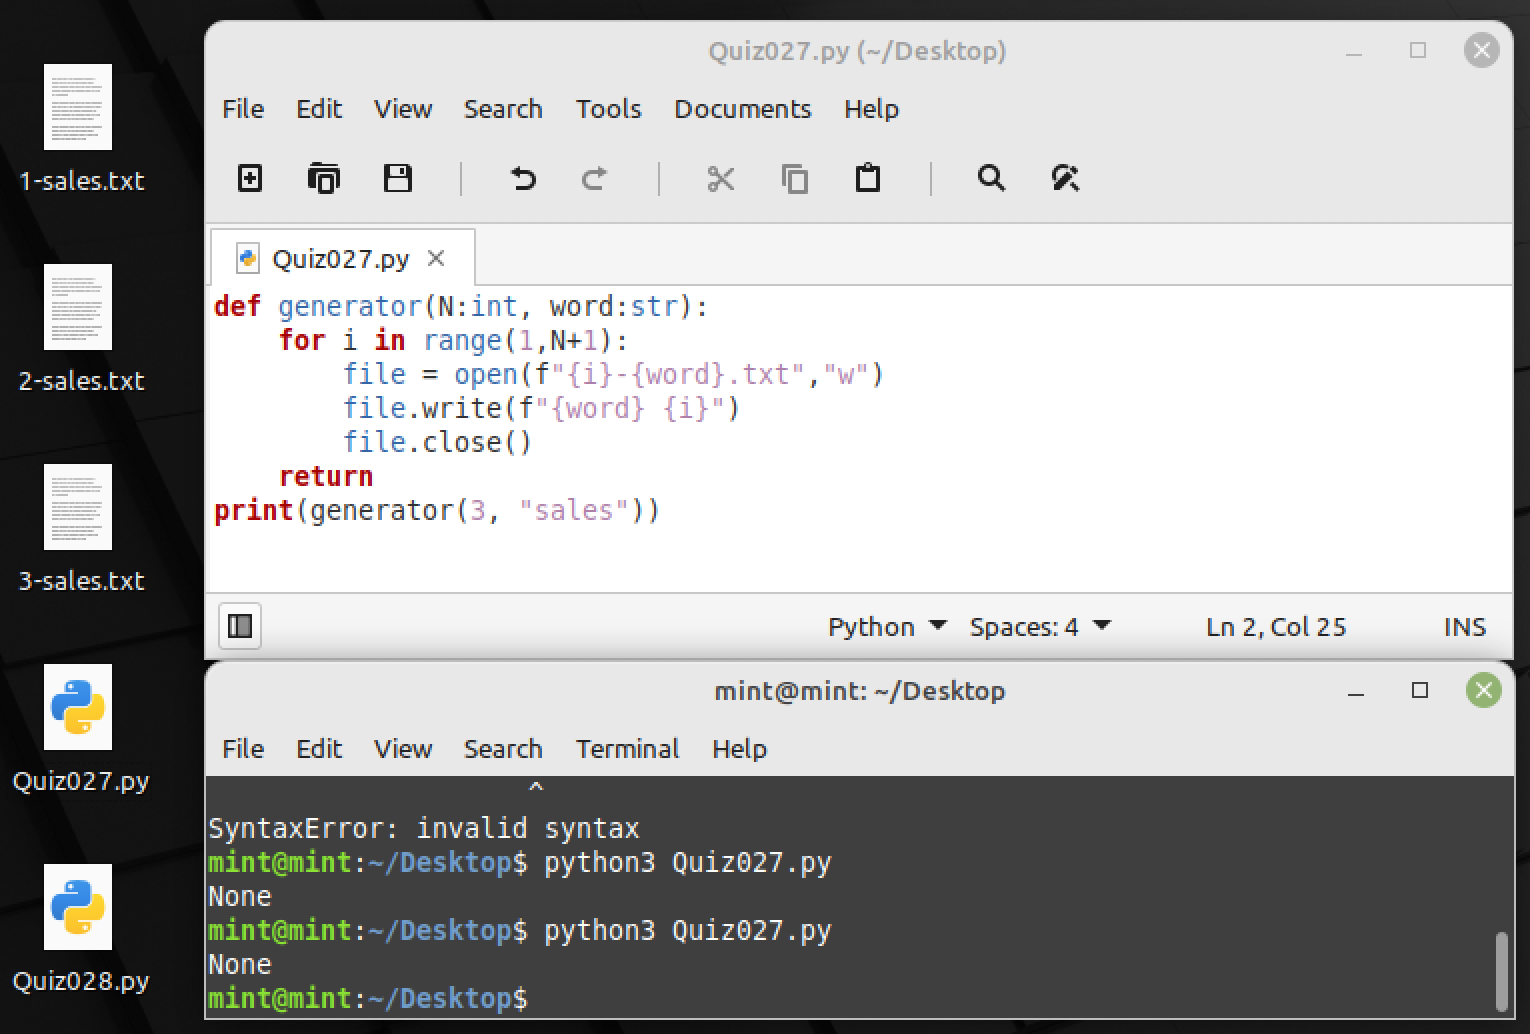 1-sales.txt
2-sales.txt
3-sales.txt
Quiz027.py
Quiz028.py
Quiz027.py (~/Desktop)
File Edit View Search Tools Documents Help
Quiz027.py
def generator(N:int, word:str):
    for i in range(1,N+1):
        file = open(f"{i}-{word}.txt","w")
        file.write(f"{word} {i}")
        file.close()
    return
print(generator(3, "sales"))
Python Spaces: 4 Ln 2, Col 25 INS
mint@mint: ~/Desktop
File Edit View Search Terminal Help
^
SyntaxError: invalid syntax
mint@mint:~/Desktop$ python3 Quiz027.py
None
mint@mint:~/Desktop$ python3 Quiz027.py
None
mint@mint:~/Desktop$